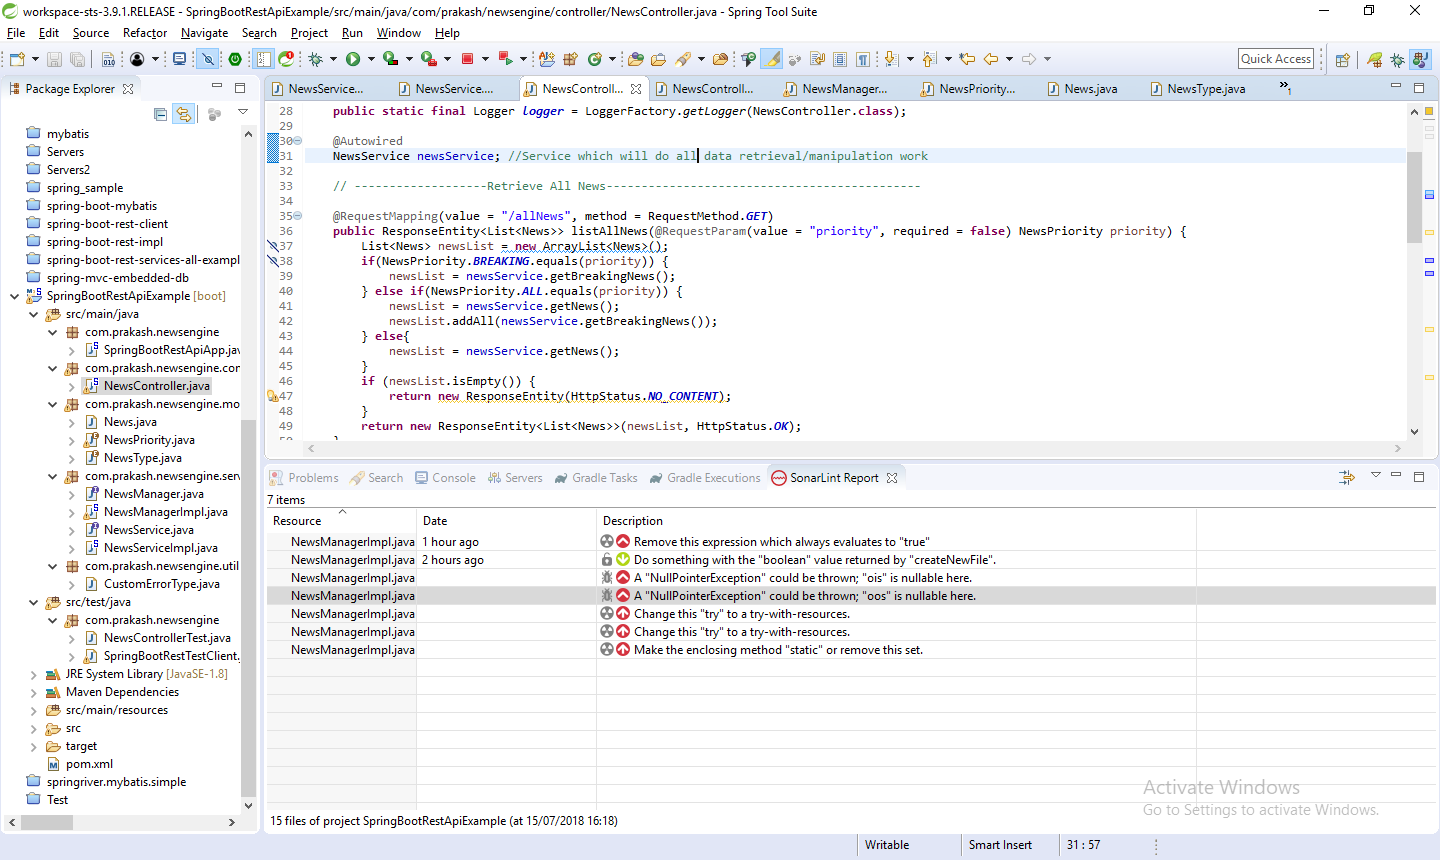 workspace-sts-3.9.1.RELEASE - SpringBootRestApiExample/src/main/java/com/prakash/newsengine/controller/NewsController.java - Spring Tool Suite
File Edit Source Refactor Navigate Search Project Run Window Help
Quick Access
Package Explorer
mybatis
Servers
Servers2
spring_sample
spring-boot-mybatis
spring-boot-rest-client
spring-boot-rest-impl
spring-boot-rest-services-all-exampl
spring-mvc-embedded-db
SpringBootRestApiExample [boot]
src/main/java
com.prakash.newsengine
SpringBootRestApiApp.jav
com.prakash.newsengine.cor
NewsController.java
com.prakash.newsengine.mo
News.java
NewsPriority.java
NewsType.java
com.prakash.newsengine.sen
NewsManager.java
NewsManagerImpl.java
NewsService.java
NewsServiceImpl.java
com.prakash.newsengine.util
CustomErrorType.java
src/test/java
com.prakash.newsengine
NewsControllerTest.java
SpringBootRestTestClient.
JRE System Library [JavaSE-1.8]
Maven Dependencies
src/main/resources
src
target
pom.xml
springriver.mybatis.simple
Test
NewsService... NewsService.... NewsControll... NewsControll... NewsManager... NewsPriority... News.java NewsType.java »1
28 public static final Logger logger = LoggerFactory.getLogger(NewsController.class);
29
30 @Autowired
31 NewsService newsService; //Service which will do all data retrieval/manipulation work
32
33 // -------------------Retrieve All News---------------------------------------------
34
35 @RequestMapping(value = "/allNews", method = RequestMethod.GET)
36 public ResponseEntity<List<News>> listAllNews(@RequestParam(value = "priority", required = false) NewsPriority priority) {
37 List<News> newsList = new ArrayList<News>();
38 if(NewsPriority.BREAKING.equals(priority)) {
39 newsList = newsService.getBreakingNews();
40 } else if(NewsPriority.ALL.equals(priority)) {
41 newsList = newsService.getNews();
42 newsList.addAll(newsService.getBreakingNews());
43 } else{
44 newsList = newsService.getNews();
45 }
46 if (newsList.isEmpty()) {
47 return new ResponseEntity(HttpStatus.NO_CONTENT);
48 }
49 return new ResponseEntity<List<News>>(newsList, HttpStatus.OK);
Problems Search Console Servers Gradle Tasks Gradle Executions SonarLint Report
7 items
Resource Date Description
NewsManagerImpl.java 1 hour ago Remove this expression which always evaluates to "true"
NewsManagerImpl.java 2 hours ago Do something with the "boolean" value returned by "createNewFile".
NewsManagerImpl.java A "NullPointerException" could be thrown; "ois" is nullable here.
NewsManagerImpl.java A "NullPointerException" could be thrown; "oos" is nullable here.
NewsManagerImpl.java Change this "try" to a try-with-resources.
NewsManagerImpl.java Change this "try" to a try-with-resources.
NewsManagerImpl.java Make the enclosing method "static" or remove this set.
Activate Windows
Go to Settings to activate Windows.
15 files of project SpringBootRestApiExample (at 15/07/2018 16:18)
Writable Smart Insert 31 : 57